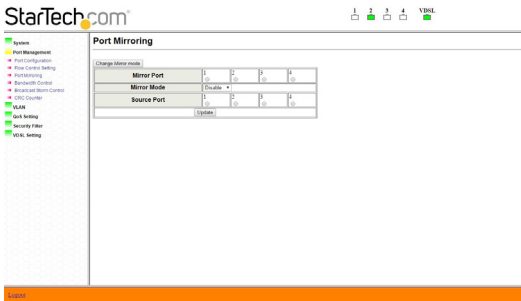 StarTech.com
1 2 3 4 VDSL
System
Port Management
Port Configuration
Flow Control Setting
Port Mirroring
Bandwidth Control
Broadcast Storm Control
CRC Counter
VLAN
QoS Setting
Security Filter
VDSL Setting
Logout
Port Mirroring
Change Mirror mode
Mirror Port 1 2 3 4
Mirror Mode Disable
Source Port 1 2 3 4
Update